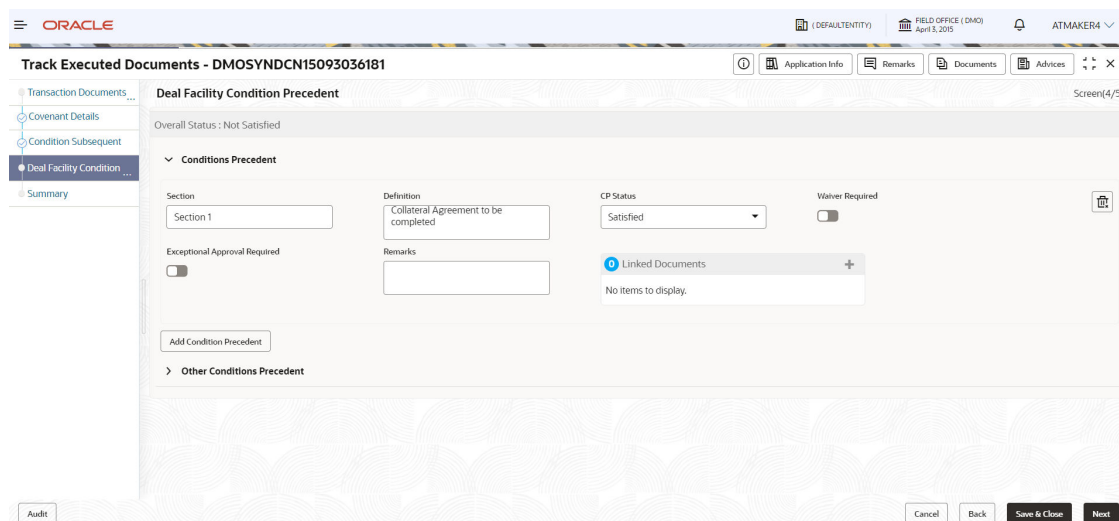 ORACLE
( DEFAULTENTITY)
FIELD OFFICE ( DMO)
April 3, 2015
ATMAKER4
Track Executed Documents - DMOSYNDCN15093036181
Application Info
Remarks
Documents
Advices
Transaction Documents ...
Covenant Details
Condition Subsequent
Deal Facility Condition ...
Summary
Deal Facility Condition Precedent
Screen(4/5
Overall Status : Not Satisfied
Conditions Precedent
Section
Definition
CP Status
Waiver Required
Section 1
Collateral Agreement to be
completed
Satisfied
Exceptional Approval Required
Remarks
0 Linked Documents
No items to display.
Add Condition Precedent
Other Conditions Precedent
Audit
Cancel
Back
Save & Close
Next